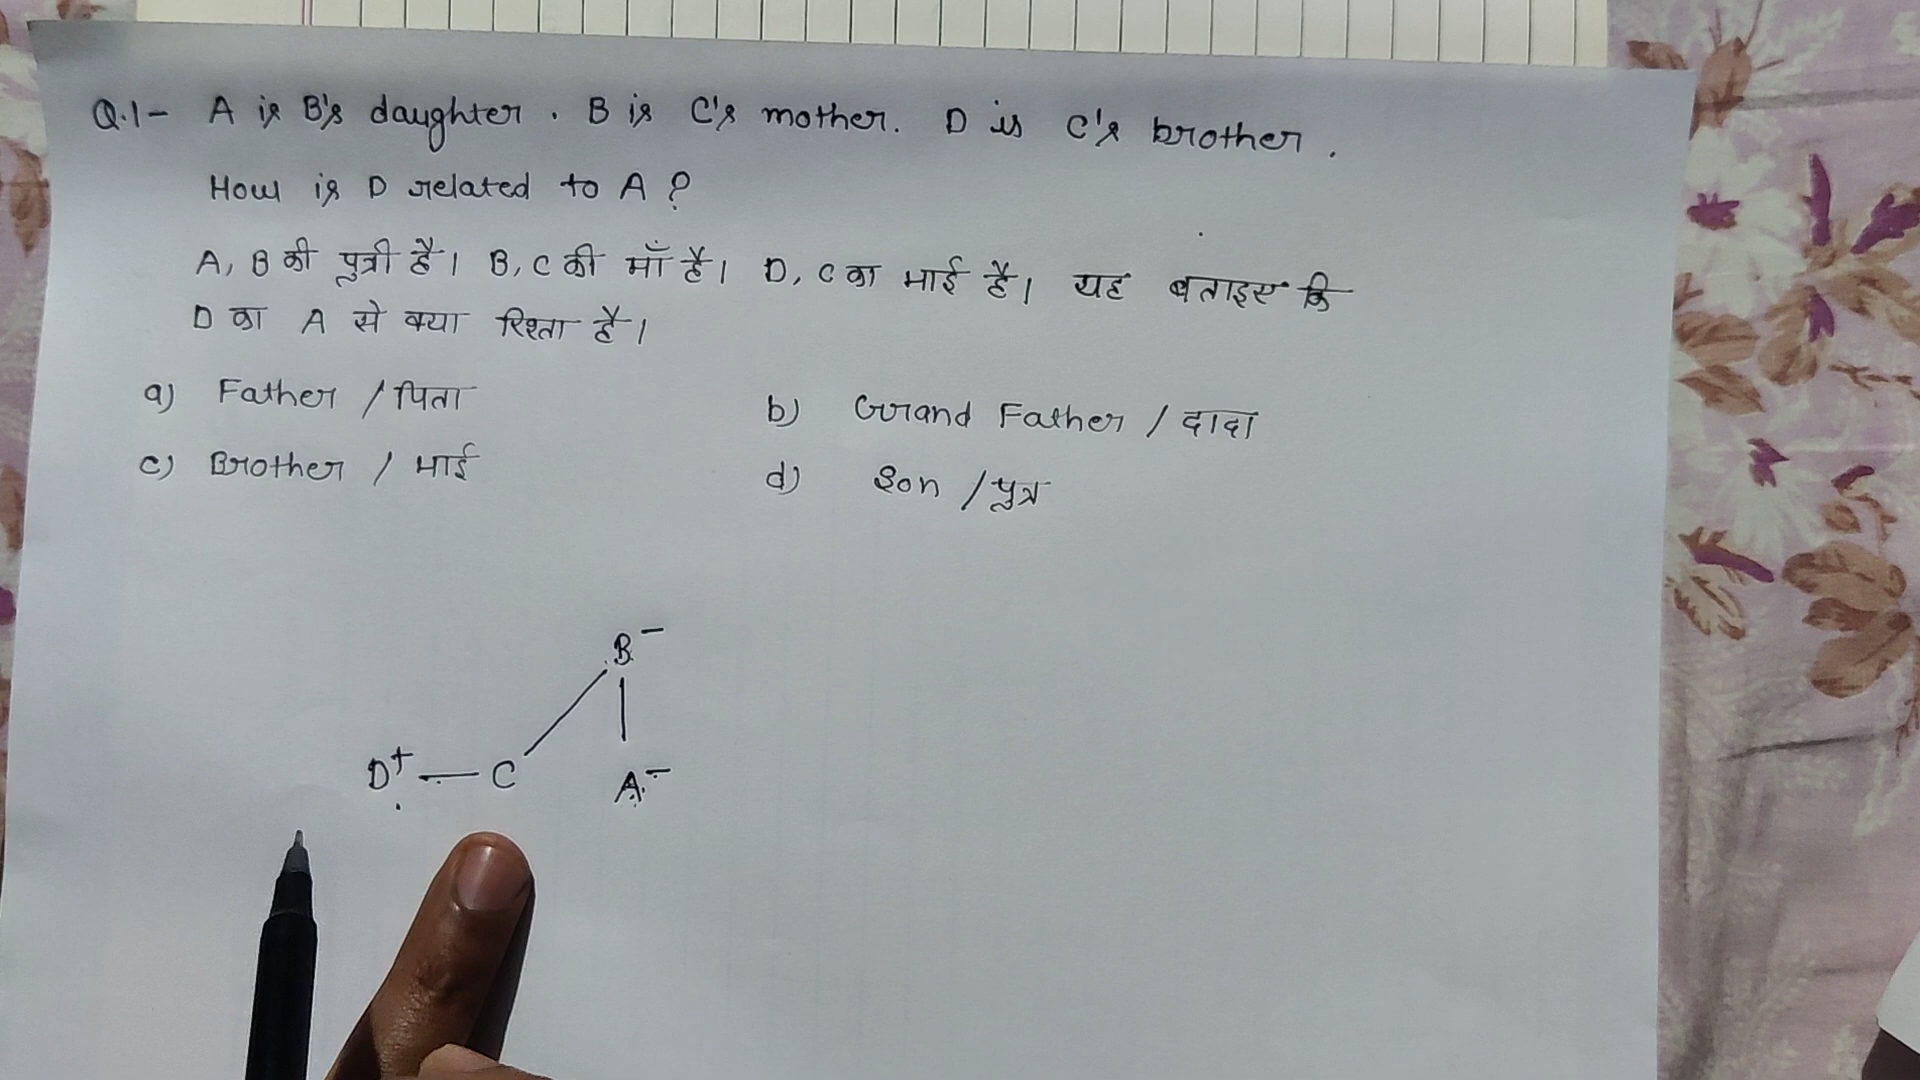 Q.1- A is B's daughter. B is C's mother. D is C's brother.
How is D related to A?
A, B की पुत्री है। B, C की माँ है। D, C का भाई है। यह बताइए कि
D का A से क्या रिश्ता है।
a) Father / पिता
b) Grand Father / दादा
c) Brother / भाई
d) Son / पुत्र
B-
D+ — C
A-